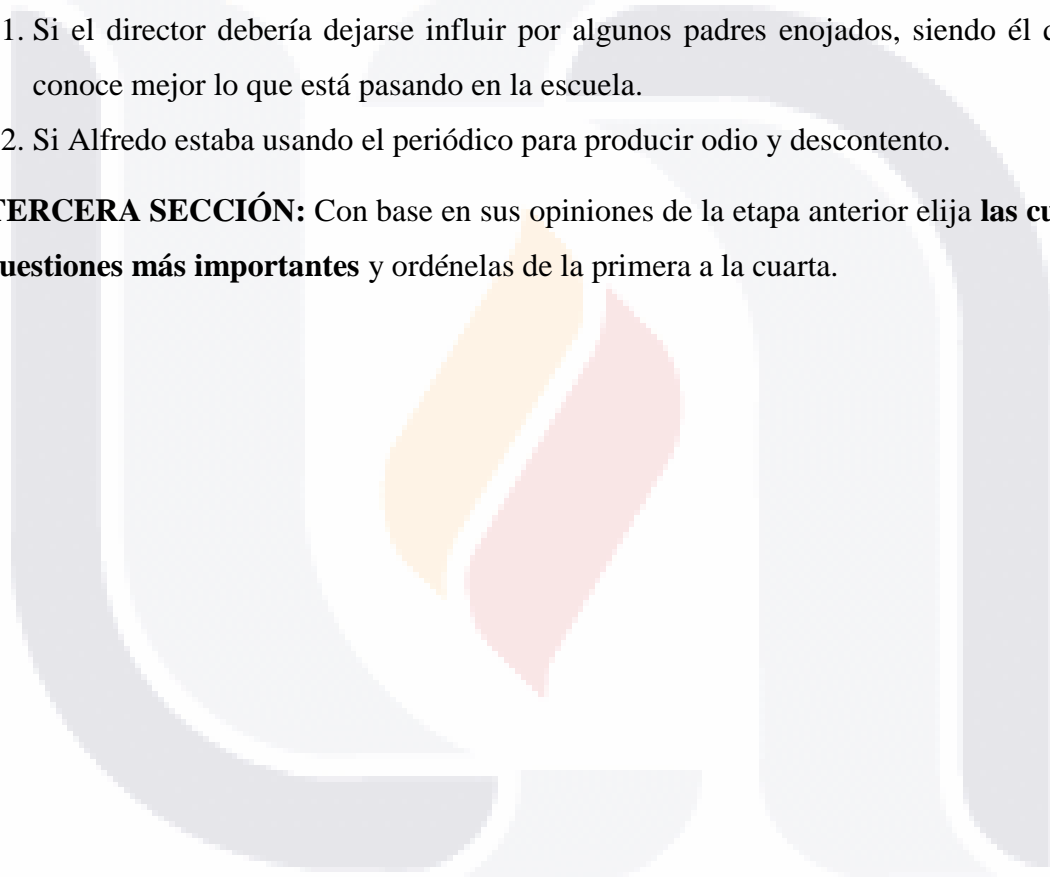 1. Si el director debería dejarse influir por algunos padres enojados, siendo él
conoce mejor lo que está pasando en la escuela.
2. Si Alfredo estaba usando el periódico para producir odio y descontento.
TERCERA SECCIÓN: Con base en sus opiniones de la etapa anterior elija las
uestiones más importantes y ordénelas de la primera a la cuarta.